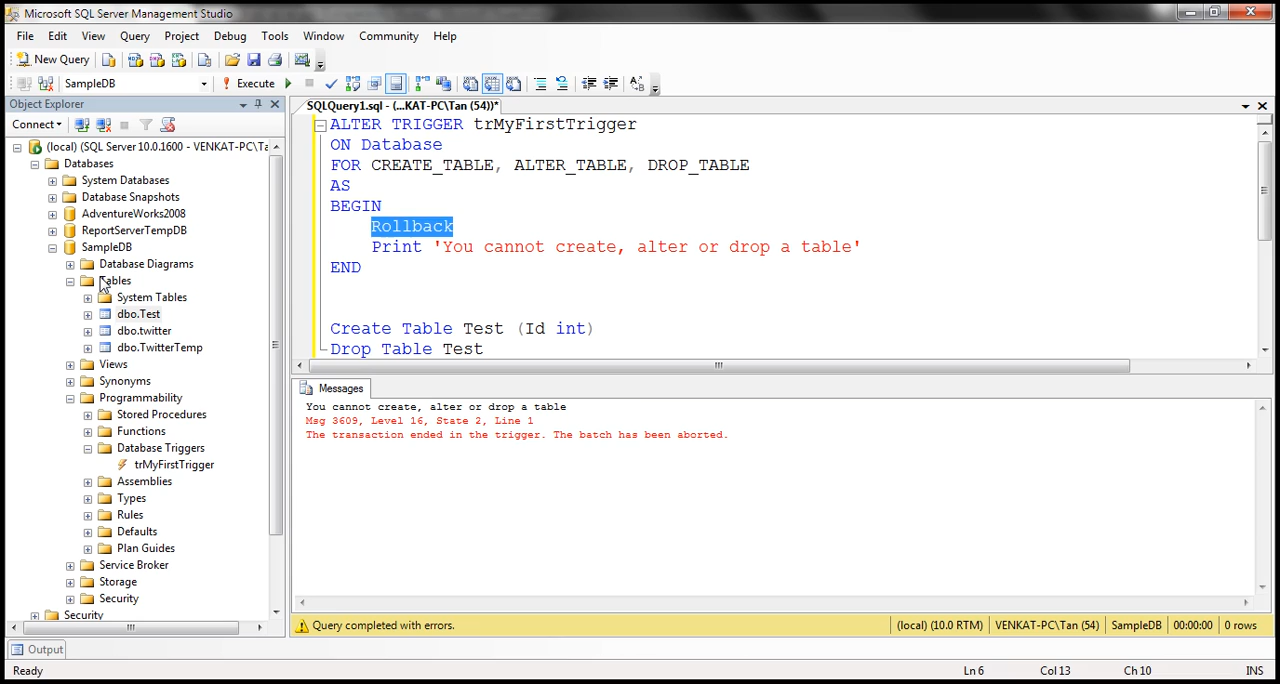 Microsoft SQL Server Management Studio
File Edit View Query Project Debug Tools Window Community Help
New Query
SampleDB Execute
Object Explorer
SQLQuery1.sql - (...KAT-PC\Tan (54))*
Connect
(local) (SQL Server 10.0.1600 - VENKAT-PC\Ta
Databases
System Databases
Database Snapshots
AdventureWorks2008
ReportServerTempDB
SampleDB
Database Diagrams
Tables
System Tables
dbo.Test
dbo.twitter
dbo.TwitterTemp
Views
Synonyms
Programmability
Stored Procedures
Functions
Database Triggers
trMyFirstTrigger
Assemblies
Types
Rules
Defaults
Plan Guides
Service Broker
Storage
Security
Security
ALTER TRIGGER trMyFirstTrigger
ON Database
FOR CREATE_TABLE, ALTER_TABLE, DROP_TABLE
AS
BEGIN
Rollback
Print 'You cannot create, alter or drop a table'
END
Create Table Test (Id int)
Drop Table Test
Messages
You cannot create, alter or drop a table
Msg 3609, Level 16, State 2, Line 1
The transaction ended in the trigger. The batch has been aborted.
Query completed with errors. (local) (10.0 RTM) VENKAT-PC\Tan (54) SampleDB 00:00:00 0 rows
Output
Ready Ln 6 Col 13 Ch 10 INS